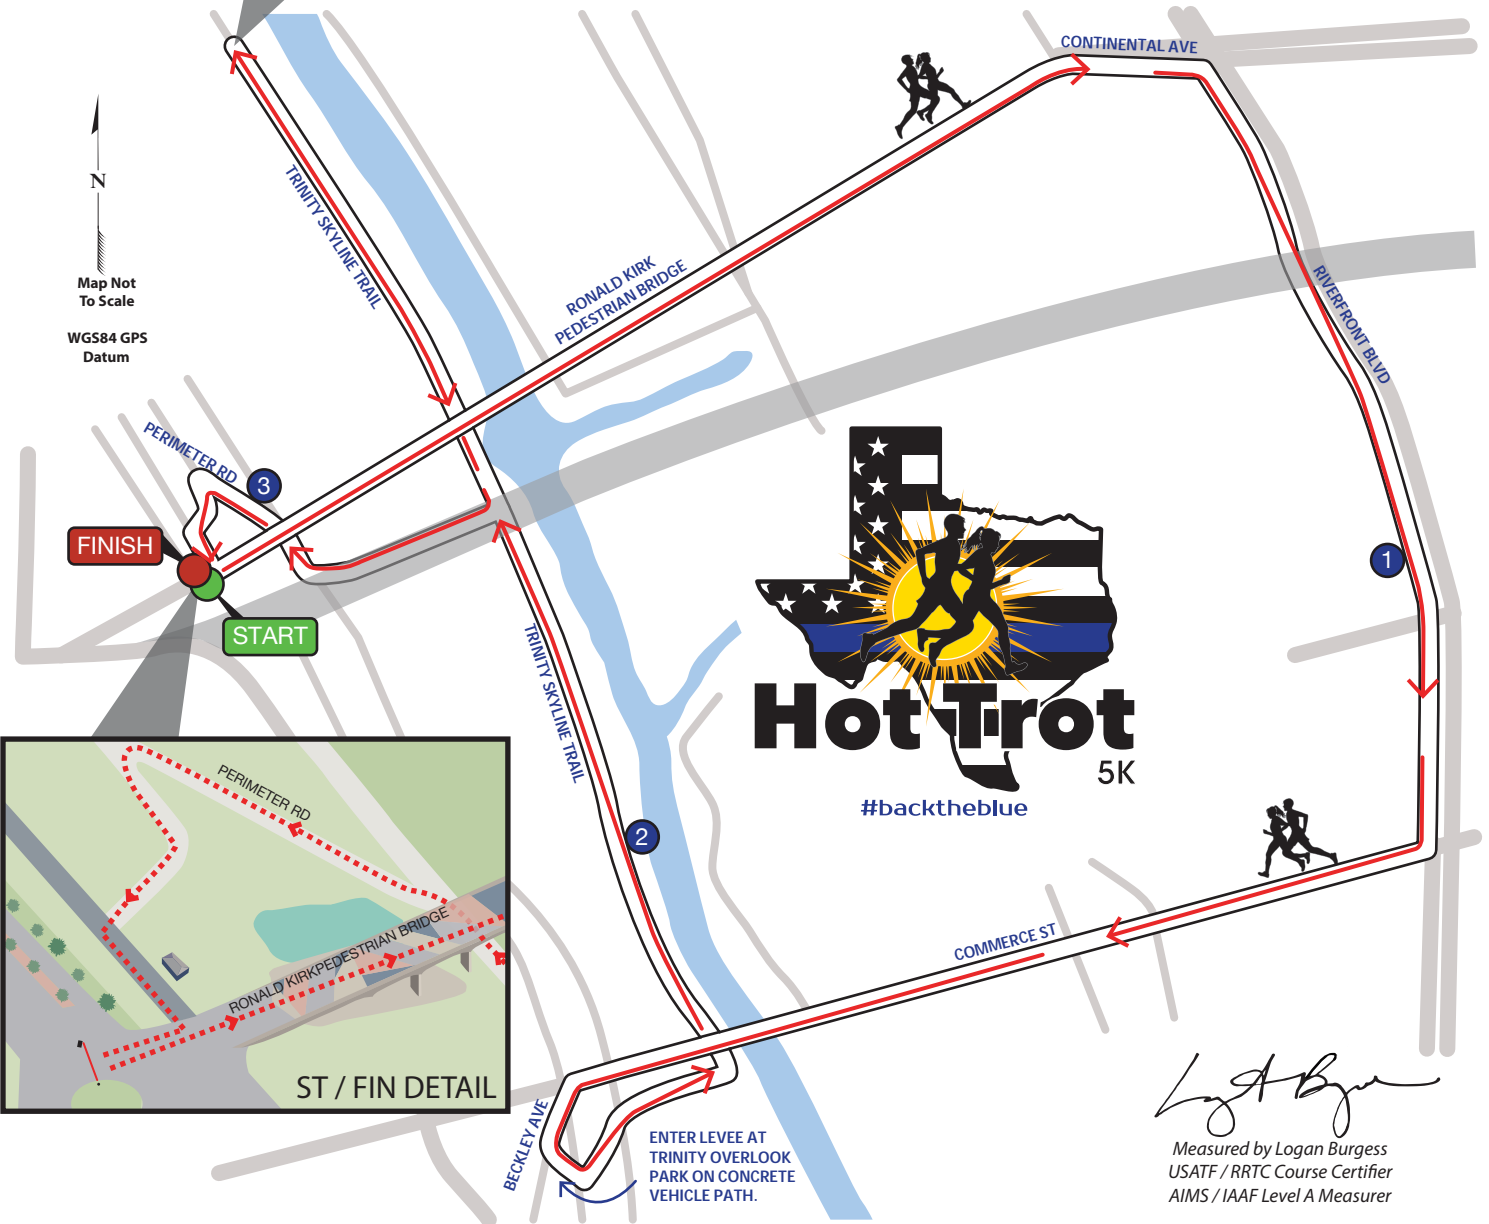 CONTINENTAL AVE
N
Map Not
To Scale
WGS84 GPS
Datum
TRINITY SKYLINE TRAIL
RONALD KIRK
PEDESTRIAN BRIDGE
RIVERFRONT BLVD
PERIMETER RD
3
FINISH
START
1
TRINITY SKYLINE TRAIL
Hot Trot
5K
#backtheblue
2
PERIMETER RD
RONALD KIRKPEDESTRIAN BRIDGE
ST / FIN DETAIL
COMMERCE ST
BECKLEY AVE
ENTER LEVEE AT
TRINITY OVERLOOK
PARK ON CONCRETE
VEHICLE PATH.
Measured by Logan Burgess
USATF / RRTC Course Certifier
AIMS / IAAF Level A Measurer